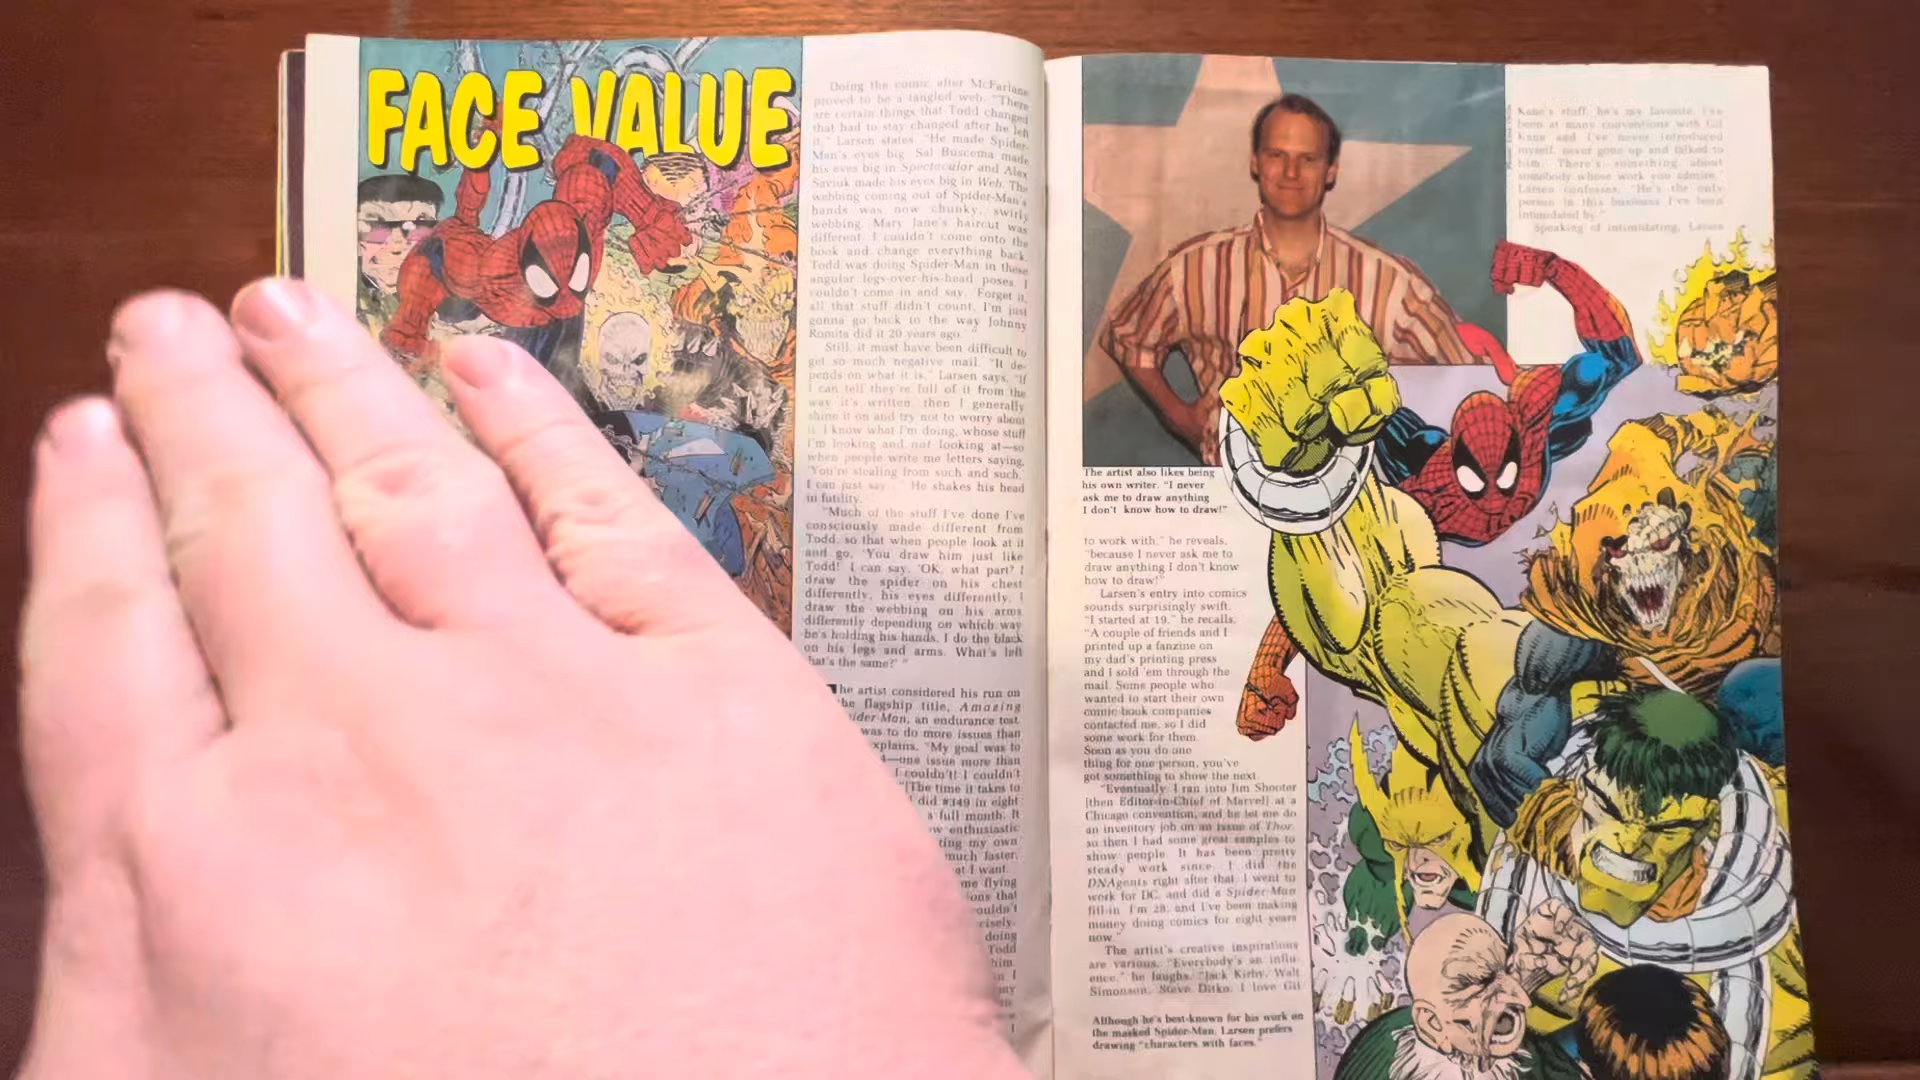 FACE VALUE
Doing the comic after McFarlane
proved to be a tangled web. "There
are certain things that Todd changed
that had to stay changed after he left
it," Larsen states. "He made Spider-
Man's eyes big. Sal Buscema made
his eyes big in Spectacular and Alex
Saviuk made his eyes big in Web. The
webbing coming out of Spider-Man's
hands was now chunky, swirly
webbing. Mary Jane's haircut was
different. I couldn't come onto the
book and change everything back.
Todd was doing Spider-Man in these
angular legs-over-his-head poses. I
couldn't come in and say, 'Forget it,
all that stuff didn't count, I'm just
gonna go back to the way Johnny
Romita did it 20 years ago.' "
Still, it must have been difficult to
get so much negative mail. "It de-
pends on what it is," Larsen says. "If
I can tell they're full of it from the
way it's written, then I generally
shine it on and try not to worry about
it. I know what I'm doing, whose stuff
I'm looking and not looking at—so
when people write me letters saying,
'You're stealing from such and such,'
I can just say..." He shakes his head
in futility.
"Much of the stuff I've done I've
consciously made different from
Todd, so that when people look at it
and go, 'You draw him just like
Todd!' I can say, 'OK, what part? I
draw the spider on his chest
differently, his eyes differently, I
draw the webbing on his arms
differently depending on which way
he's holding his hands, I do the black
on his legs and arms. What's left
that's the same?' "
The artist considered his run on
the flagship title, Amazing
Spider-Man, an endurance test.
was to do more issues than
explains. "My goal was to
4—one issue more than
I couldn't! I couldn't
[The time it takes to
I did #349 in eight
a full month. It
enthusiastic
ting my own
much faster,
at I want.
me flying
ions that
couldn't
cisely.
doing
Todd
him.
in I
my
I
The artist also likes being
his own writer. "I never
ask me to draw anything
I don't know how to draw!"
to work with," he reveals,
"because I never ask me to
draw anything I don't know
how to draw!"
Larsen's entry into comics
sounds surprisingly swift.
"I started at 19," he recalls.
"A couple of friends and I
printed up a fanzine on
my dad's printing press
and I sold 'em through the
mail. Some people who
wanted to start their own
comic book companies
contacted me, so I did
some work for them.
Soon as you do one
thing for one person, you've
got something to show the next.
"Eventually, I ran into Jim Shooter
[then Editor-in-Chief of Marvel] at a
Chicago convention, and he let me do
an inventory job on an issue of Thor,
so then I had some great samples to
show people. It has been pretty
steady work since. I did the
DNAgents right after that, I went to
work for DC, and did a Spider-Man
fill-in. I'm 28, and I've been making
money doing comics for eight years
now."
The artist's creative inspirations
are various. "Everybody's an influ-
ence," he laughs. "Jack Kirby, Walt
Simonson, Steve Ditko. I love Gil
Although he's best-known for his work on
the masked Spider-Man, Larsen prefers
drawing "characters with faces."
Kane's stuff, he's my favorite. I've
been at many conventions with Gil
Kane and I've never introduced
myself, never gone up and talked to
him. There's something about
somebody whose work you admire,"
Larsen confesses. "He's the only
person in this business I've been
intimidated by."
Speaking of intimidating, Larsen